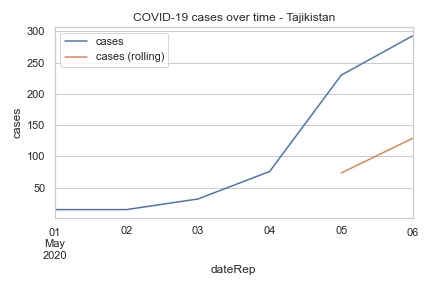 COVID-19 cases over time - Tajikistan
cases
cases (rolling)
300
250
200
150
100
50
cases
01 02 03 04 05 06
May
2020
dateRep